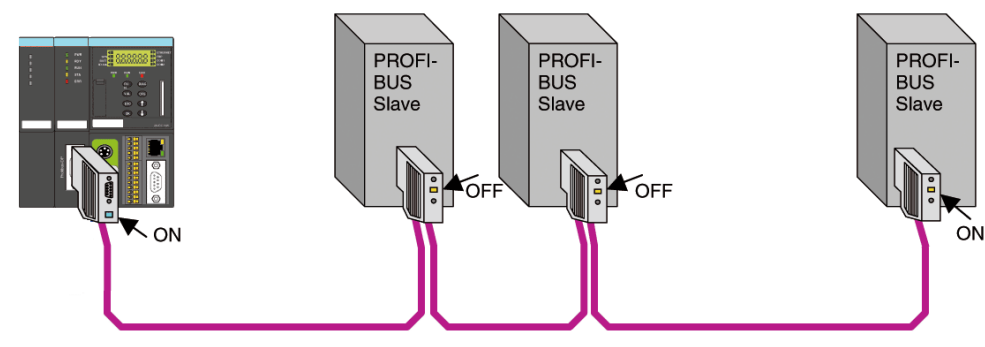 PROFI-
BUS
Slave
PROFI-
BUS
Slave
PROFI-
BUS
Slave
OFF
OFF
ON
ON